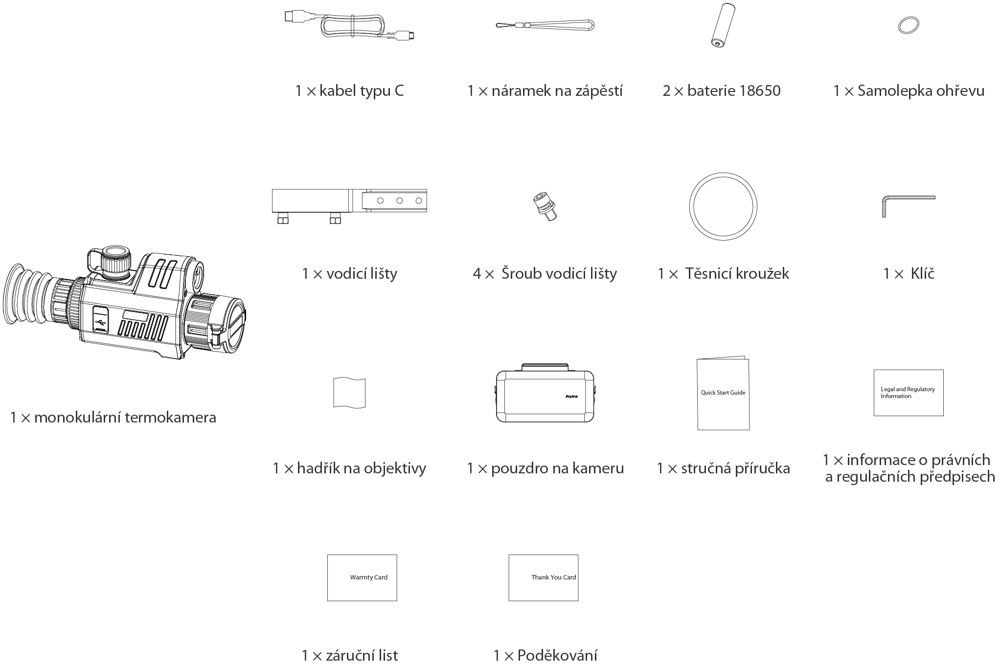 1 × kabel typu C
1 × náramek na zápěstí
2 × baterie 18650
1 × Samolepka ohřevu
1 × vodicí lišty
4 × Šroub vodicí lišty
1 × Těsnicí kroužek
1 × Klíč
1 × monokulární termokamera
PIXFRA
Quick Start Guide
Legal and Regulatory
Information
1 × hadřík na objektivy
1 × pouzdro na kameru
1 × stručná příručka
1 × informace o právních
a regulačních předpisech
Warrnty Card
Thank You Card
1 × záruční list
1 × Poděkování